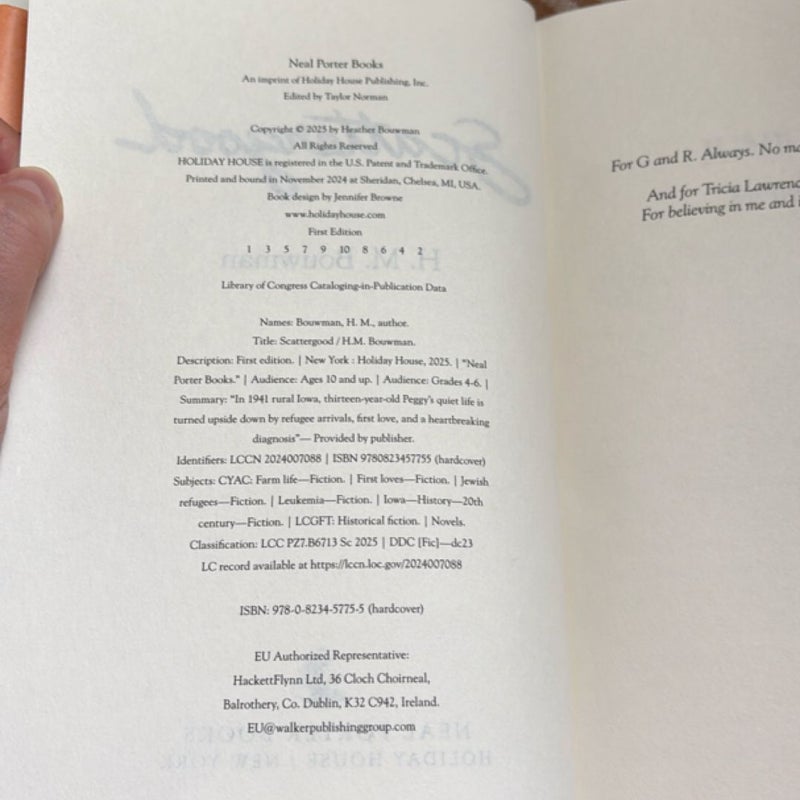 Neal Porter Books
An imprint of Holiday House Publishing, Inc.
Edited by Taylor Norman
Copyright © 2025 by Heather Bouwman
All Rights Reserved
HOLIDAY HOUSE is registered in the U.S. Patent and Trademark Office.
Printed and bound in November 2024 at Sheridan, Chelsea, MI, USA.
Book design by Jennifer Browne
www.holidayhouse.com
First Edition
1 3 5 7 9 10 8 6 4 2
Library of Congress Cataloging-in-Publication Data
Names: Bouwman, H. M., author.
Title: Scattergood / H.M. Bouwman.
Description: First edition. | New York : Holiday House, 2025. | "Neal
Porter Books." | Audience: Ages 10 and up. | Audience: Grades 4-6. |
Summary: "In 1941 rural Iowa, thirteen-year-old Peggy's quiet life is
turned upside down by refugee arrivals, first love, and a heartbreaking
diagnosis"— Provided by publisher.
Identifiers: LCCN 2024007088 | ISBN 9780823457755 (hardcover)
Subjects: CYAC: Farm life—Fiction. | First loves—Fiction. | Jewish
refugees—Fiction. | Leukemia—Fiction. | Iowa—History—20th
century—Fiction. | LCGFT: Historical fiction. | Novels.
Classification: LCC PZ7.B6713 Sc 2025 | DDC [Fic]—dc23
LC record available at https://lccn.loc.gov/2024007088
ISBN: 978-0-8234-5775-5 (hardcover)
EU Authorized Representative:
HackettFlynn Ltd, 36 Cloch Choirneal,
Balrothery, Co. Dublin, K32 C942, Ireland.
EU@walkerpublishinggroup.com
Scattergood
H. M. Bouwman
NEAL PORTER BOOKS
HOLIDAY HOUSE / NEW YORK
For G and R. Always. No
And for Tricia
For believing in me and